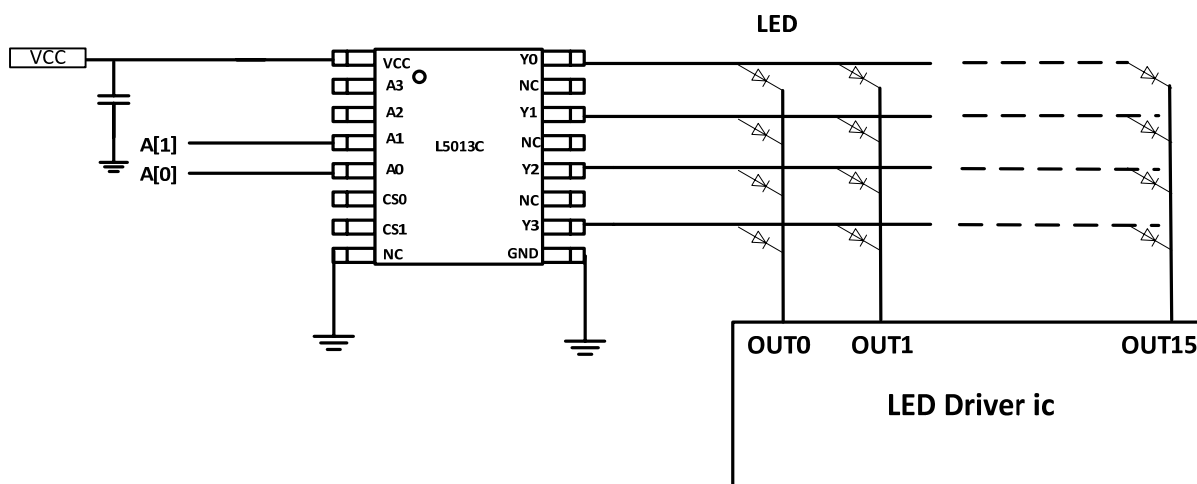 LED
VCC
VCC
A3
A2
A[1]
A1
A[0]
A0
CS0
CS1
NC
L5013C
Y0
NC
Y1
NC
Y2
NC
Y3
GND
OUT0
OUT1
OUT15
LED Driver ic